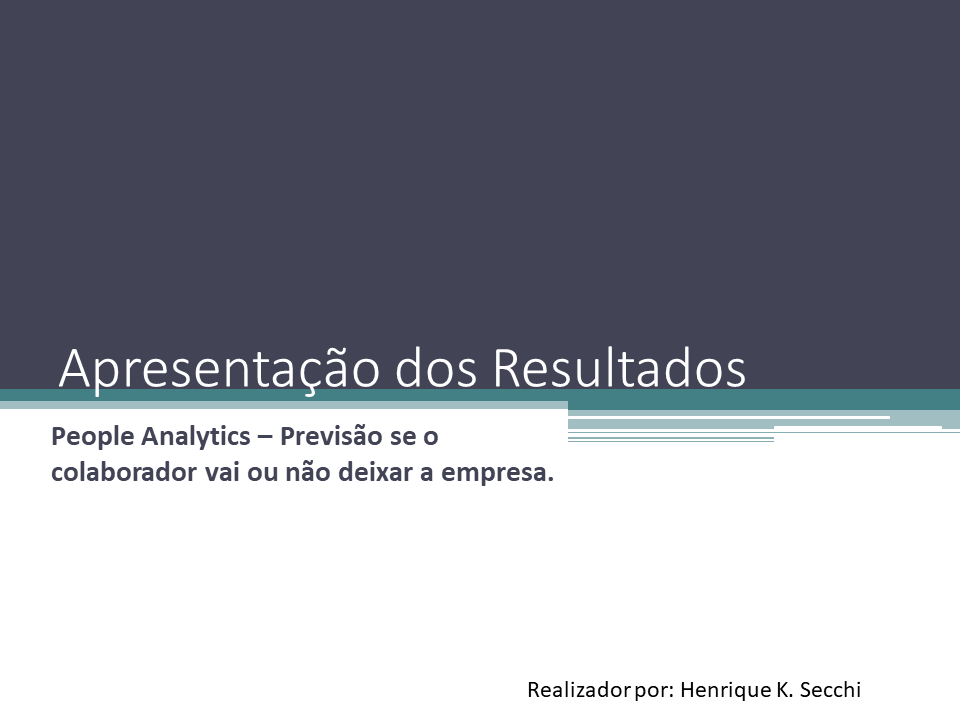 Apresentação dos Resultados
People Analytics – Previsão se o
colaborador vai ou não deixar a empresa.
Realizador por: Henrique K. Secchi